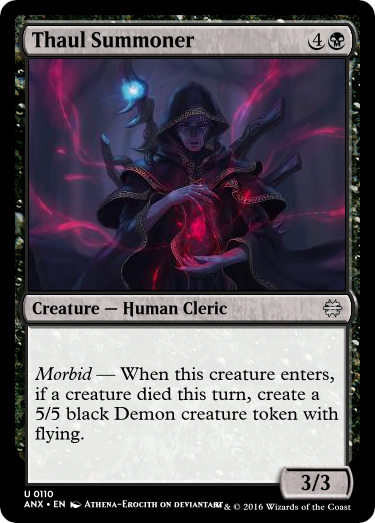 Thaul Summoner
4
Creature — Human Cleric
Morbid — When this creature enters,
if a creature died this turn, create a
5/5 black Demon creature token with
flying.
3/3
U 0110
ANX • EN Athena-Erocith on deviantart & © 2016 Wizards of the Coast